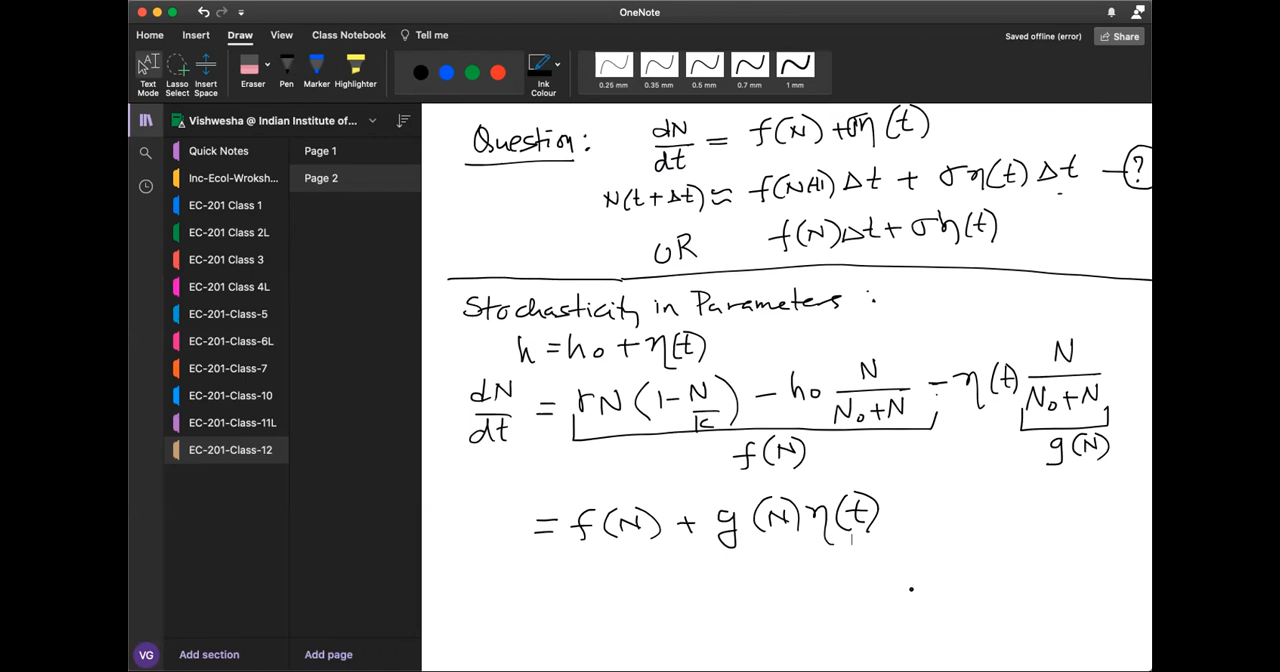 OneNote
Home Insert Draw View Class Notebook Tell me
Saved offline (error) Share
Text Mode
Lasso Select
Insert Space
Eraser
Pen
Marker
Highlighter
Ink Colour
0.25 mm 0.35 mm 0.5 mm 0.7 mm 1 mm
Vishwesha @ Indian Institute of...
Quick Notes
Inc-Ecol-Wroksh...
EC-201 Class 1
EC-201 Class 2L
EC-201 Class 3
EC-201 Class 4L
EC-201-Class-5
EC-201-Class-6L
EC-201-Class-7
EC-201-Class-10
EC-201-Class-11L
EC-201-Class-12
Page 1
Page 2
VG Add section Add page
Question: dN/dt = f(N) + ση(t)
N(t+Δt) ≈ f(N(t))Δt + ση(t)Δt — ?
OR f(N)Δt + ση(t)
Stochasticity in Parameters :
h = h₀ + η(t)
dN/dt = rN(1 - N/K) - h₀ N/(N₀+N) - η(t) N/(N₀+N)
f(N) g(N)
= f(N) + g(N)η(t)